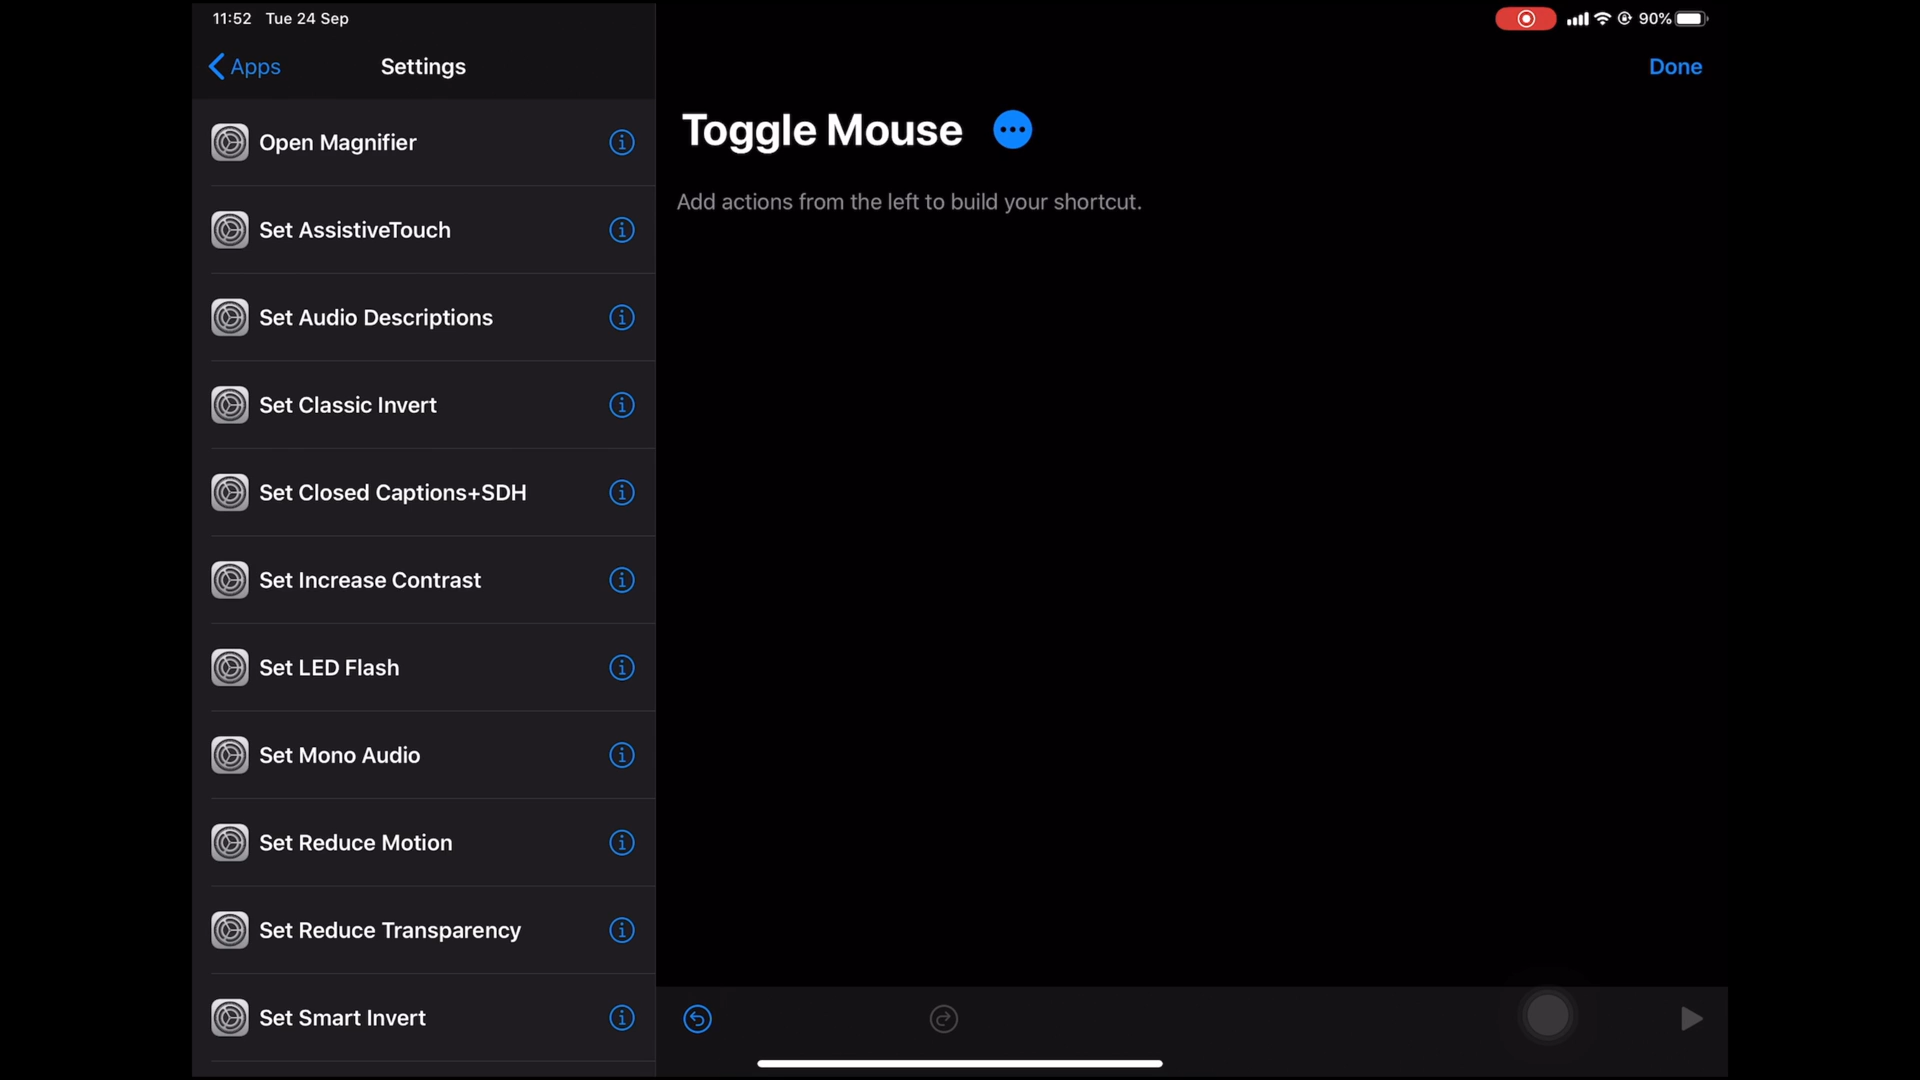 11:52 Tue 24 Sep
90%
Apps
Settings
Done
Open Magnifier
Set AssistiveTouch
Set Audio Descriptions
Set Classic Invert
Set Closed Captions+SDH
Set Increase Contrast
Set LED Flash
Set Mono Audio
Set Reduce Motion
Set Reduce Transparency
Set Smart Invert
Toggle Mouse
Add actions from the left to build your shortcut.